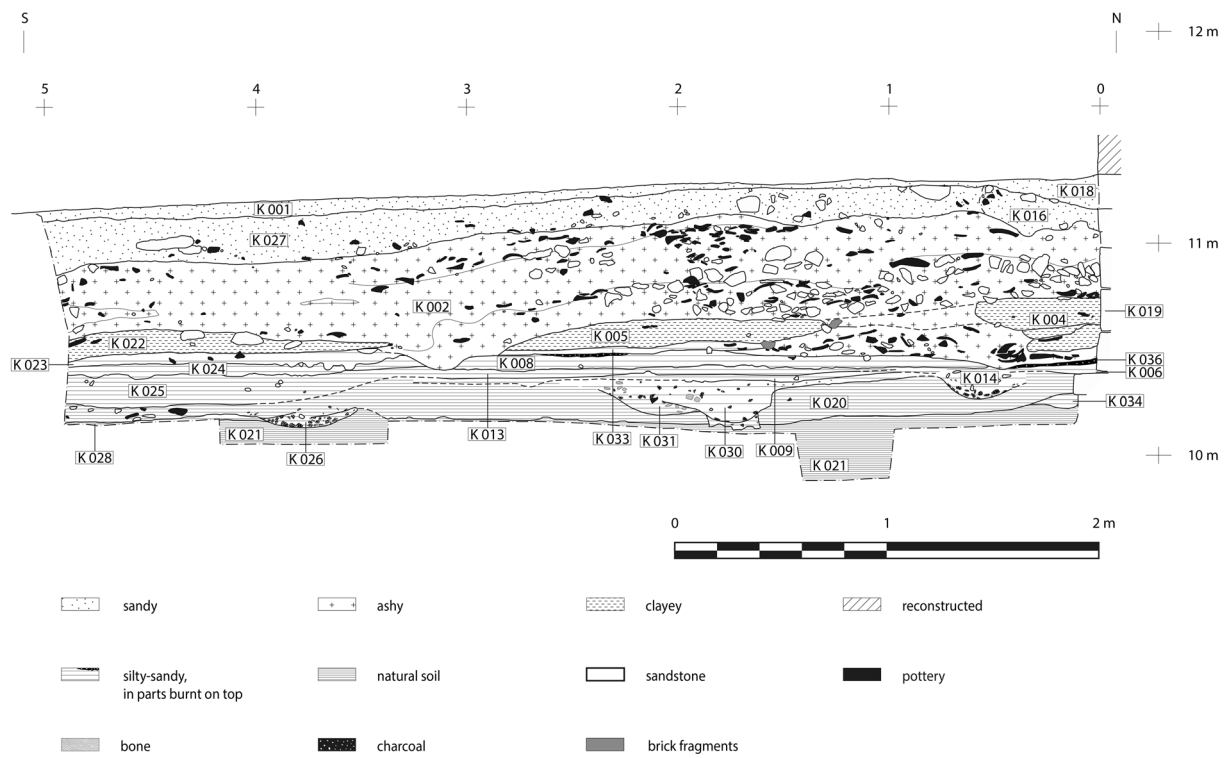 S
N
12 m
5
4
3
2
1
0
K 018
K 001
K 016
K 027
11 m
K 002
K 019
K 004
K 005
K 022
K 036
K 023
K 008
K 024
K 006
K 014
K 025
K 020
K 034
K 021
K 013
K 033
K 031
K 030
K 009
K 028
K 026
K 021
10 m
0
1
2 m
sandy
ashy
clayey
reconstructed
silty-sandy,
in parts burnt on top
natural soil
sandstone
pottery
bone
charcoal
brick fragments